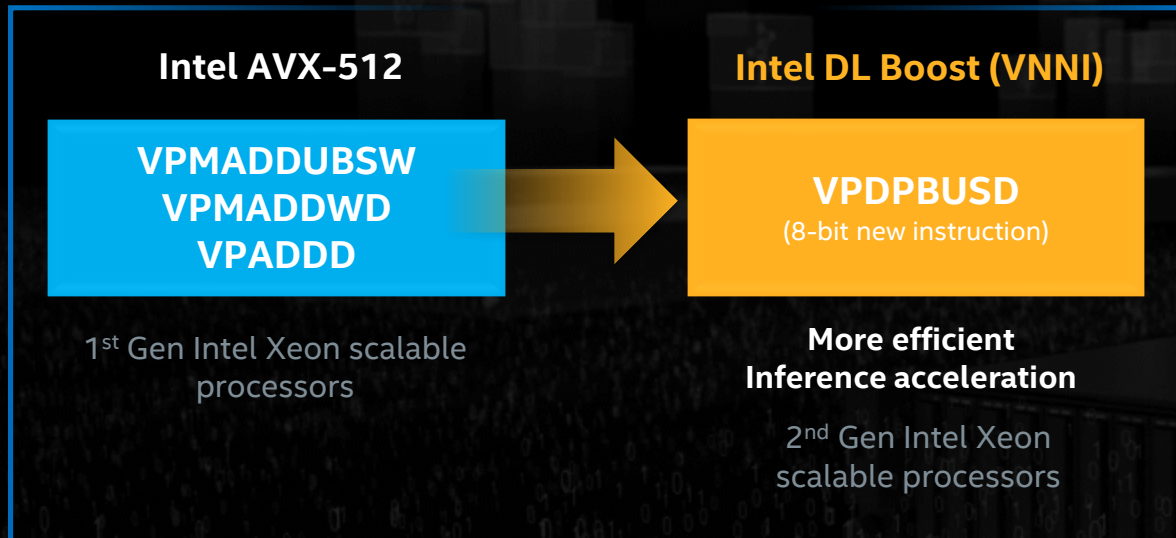 Intel AVX-512
VPMADDUBSW
VPMADDWD
VPADDD
1st Gen Intel Xeon scalable
processors
Intel DL Boost (VNNI)
VPDPBUSD
(8-bit new instruction)
More efficient
Inference acceleration
2nd Gen Intel Xeon
scalable processors